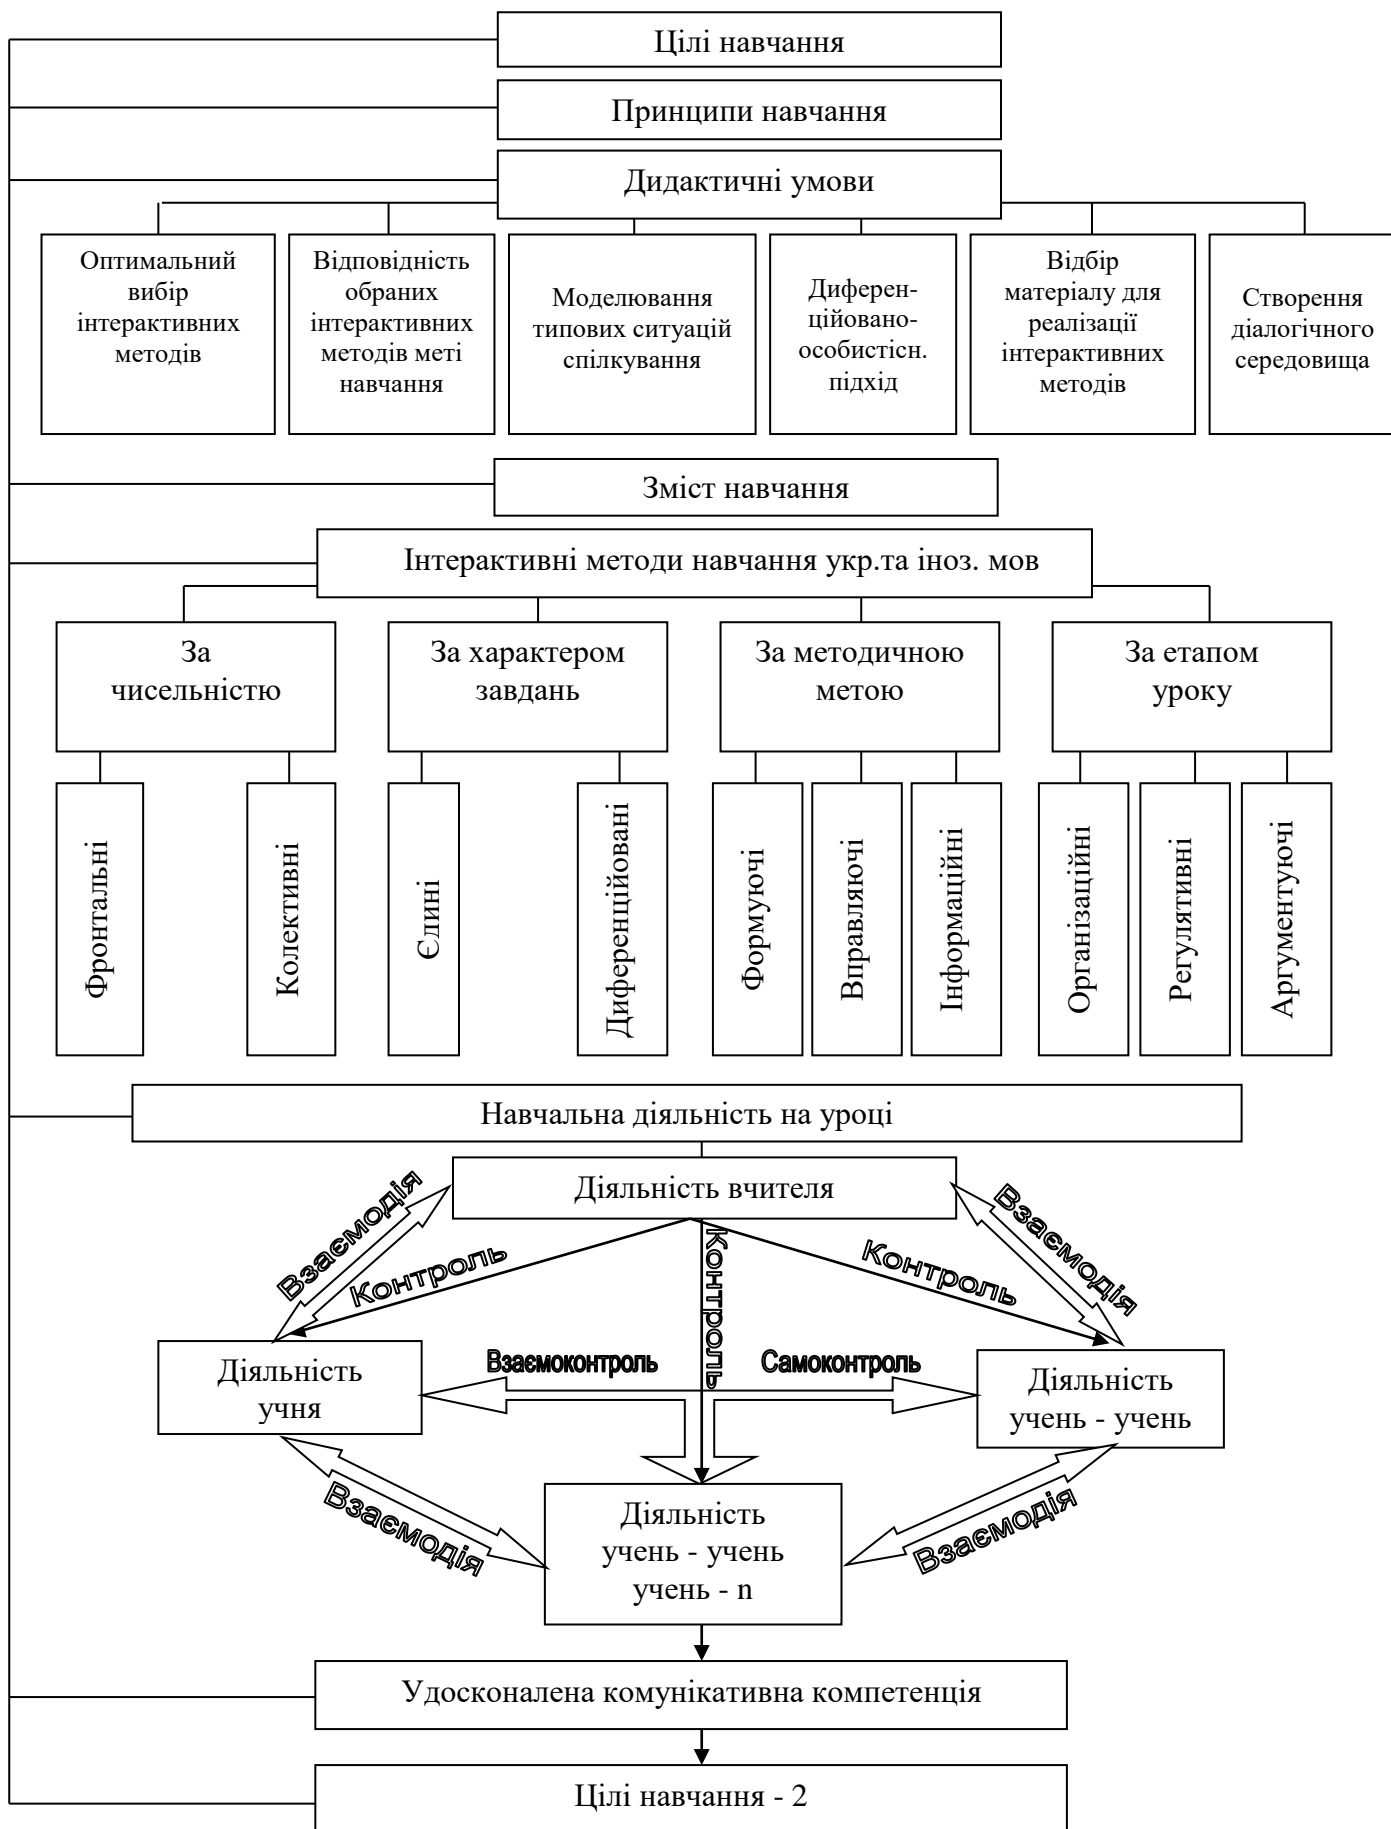 Цілі навчання
Принципи навчання
Дидактичні умови
Оптимальний
вибір
інтерактивних
методів
Відповідність
обраних
інтерактивних
методів меті
навчання
Моделювання
типових ситуацій
спілкування
Диферен-
ційовано-
особистісн.
підхід
Відбір
матеріалу для
реалізації
інтерактивних
методів
Створення
діалогічного
середовища
Зміст навчання
Інтерактивні методи навчання укр.та іноз. мов
За
чисельністю
За характером
завдань
За методичною
метою
За етапом
уроку
Фронтальні
Колективні
Єдині
Диференційовані
Формуючі
Вправляючі
Інформаційні
Організаційні
Регулятивні
Аргументуючі
Навчальна діяльність на уроці
Діяльність вчителя
Взаємодія
Контроль
Контроль
Контроль
Взаємодія
Діяльність
учня
Взаємоконтроль
Самоконтроль
Діяльність
учень - учень
Взаємодія
Діяльність
учень - учень
учень - n
Взаємодія
Удосконалена комунікативна компетенція
Цілі навчання - 2